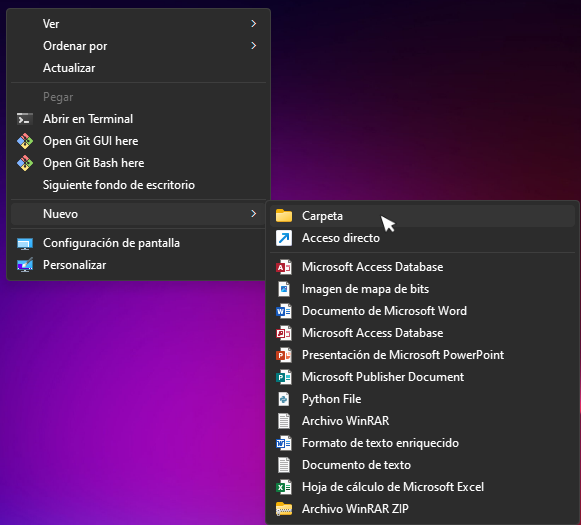 Ver
Ordenar por
Actualizar
Pegar
Abrir en Terminal
Open Git GUI here
Open Git Bash here
Siguiente fondo de escritorio
Nuevo
Configuración de pantalla
Personalizar
Carpeta
Acceso directo
Microsoft Access Database
Imagen de mapa de bits
Documento de Microsoft Word
Microsoft Access Database
Presentación de Microsoft PowerPoint
Microsoft Publisher Document
Python File
Archivo WinRAR
Formato de texto enriquecido
Documento de texto
Hoja de cálculo de Microsoft Excel
Archivo WinRAR ZIP